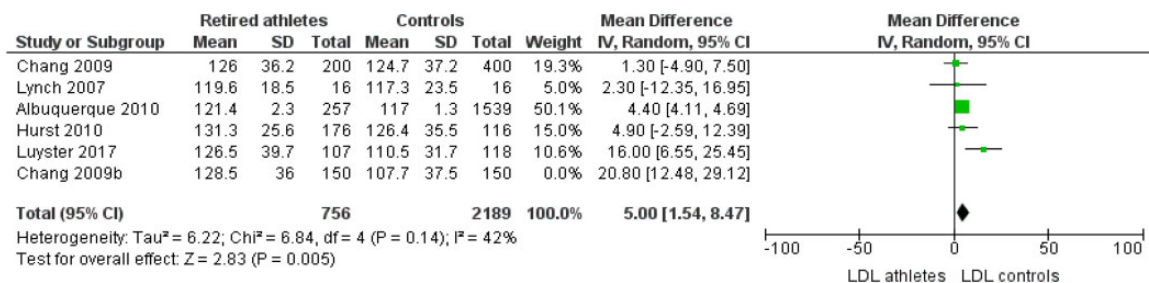 Retired athletes Controls Mean Difference Mean Difference
Study or Subgroup Mean SD Total Mean SD Total Weight IV, Random, 95% CI IV, Random, 95% CI
Chang 2009 126 36.2 200 124.7 37.2 400 19.3% 1.30 [-4.90, 7.50]
Lynch 2007 119.6 18.5 16 117.3 23.5 16 5.0% 2.30 [-12.35, 16.95]
Albuquerque 2010 121.4 2.3 257 117 1.3 1539 50.1% 4.40 [4.11, 4.69]
Hurst 2010 131.3 25.6 176 126.4 35.5 116 15.0% 4.90 [-2.59, 12.39]
Luyster 2017 126.5 39.7 107 110.5 31.7 118 10.6% 16.00 [6.55, 25.45]
Chang 2009b 128.5 36 150 107.7 37.5 150 0.0% 20.80 [12.48, 29.12]
Total (95% CI) 756 2189 100.0% 5.00 [1.54, 8.47]
Heterogeneity: Tau² = 6.22; Chi² = 6.84, df = 4 (P = 0.14); I² = 42%
Test for overall effect: Z = 2.83 (P = 0.005)
-100 -50 0 50 100
LDL athletes LDL controls